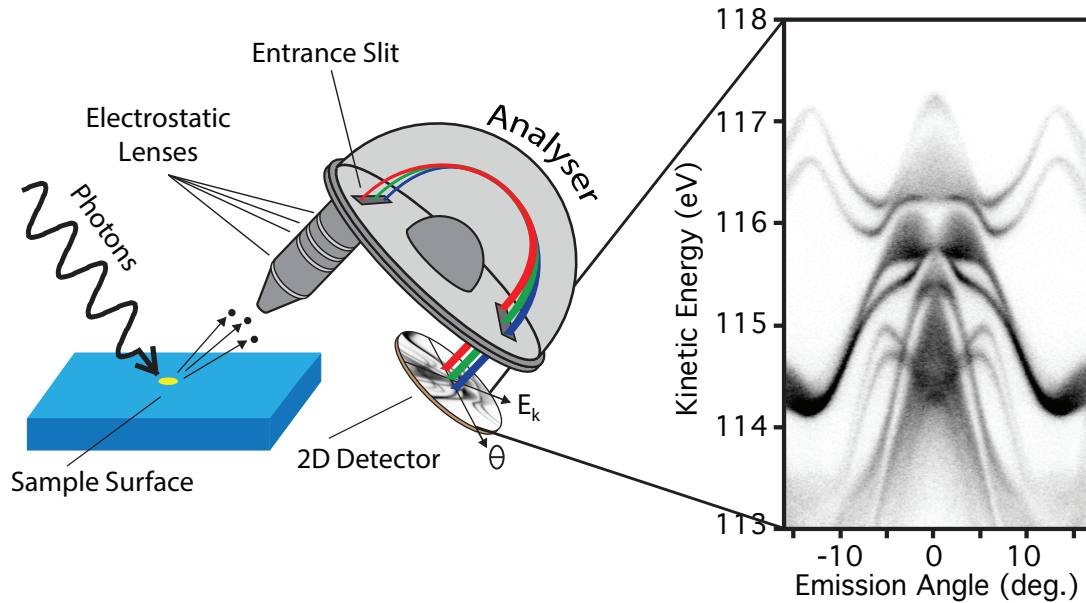 Entrance Slit
Electrostatic
Lenses
Analyser
Photons
Sample Surface
2D Detector
E_k
θ
118
117
116
115
114
113
Kinetic Energy (eV)
-10 0 10
Emission Angle (deg.)